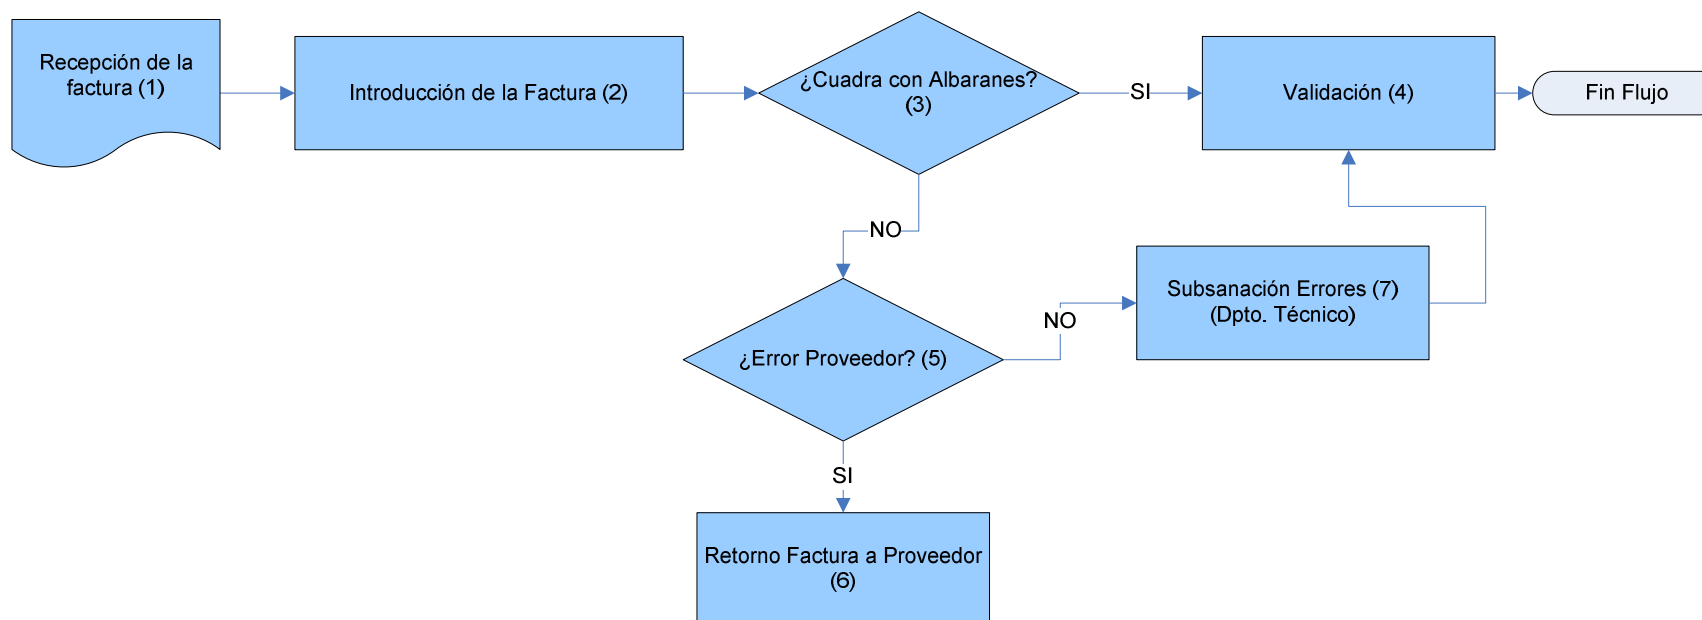 Recepción de la
factura (1)
Introducción de la Factura (2)
¿Cuadra con Albaranes?
(3)
SI
Validación (4)
Fin Flujo
NO
¿Error Proveedor? (5)
NO
Subsanación Errores (7)
(Dpto. Técnico)
SI
Retorno Factura a Proveedor
(6)